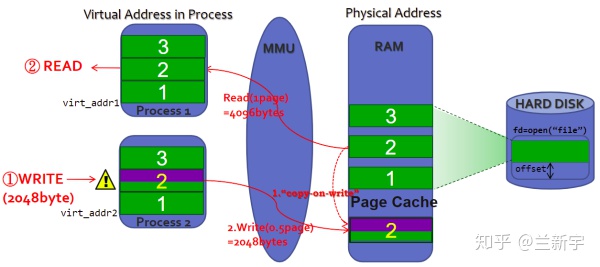 Virtual Address in Process
Physical Address
MMU
RAM
3
② READ
2
virt_addr1
1
Process 1
Read(1page)
=4096bytes
3
2
1
HARD DISK
fd=open("file")
offset
3
①WRITE
(2048byte)
2
virt_addr2
1
Process 2
1."copy-on-write"
Page Cache
2.Write(0.5page)
=2048bytes
2
知乎 @兰新宇